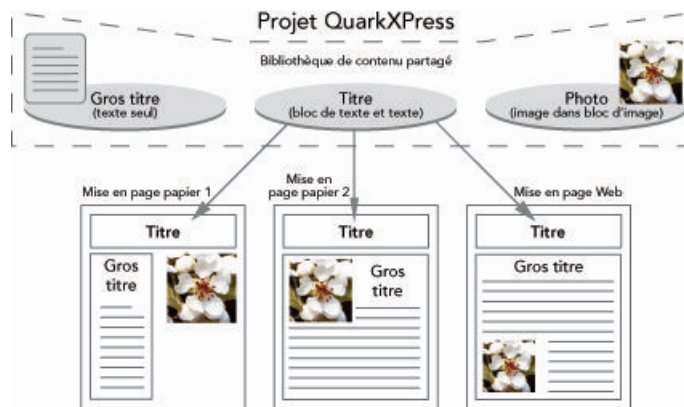 Projet QuarkXPress
Bibliothèque de contenu partagé
Gros titre
(texte seul)
Titre
(bloc de texte et texte)
Photo
(image dans bloc d'image)
Mise en page papier 1
Mise en
page papier 2
Mise en page Web
Titre
Gros
titre
Titre
Gros
titre
Titre
Gros titre